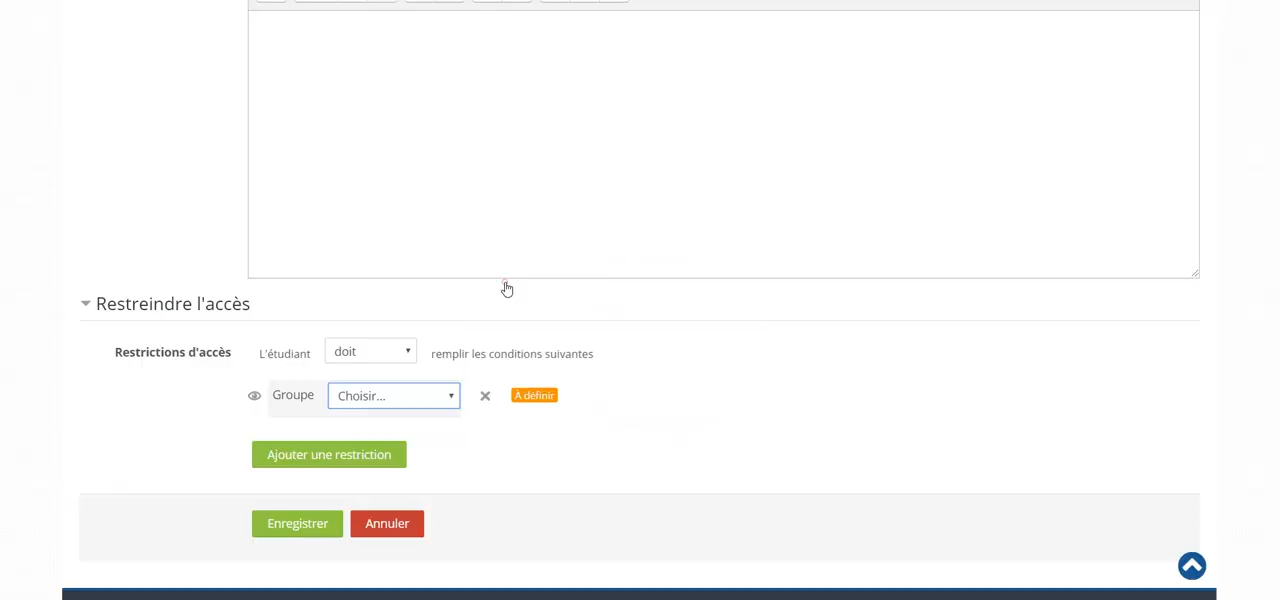 Restreindre l'accès
Restrictions d'accès L'étudiant doit remplir les conditions suivantes
Groupe Choisir... À définir
Ajouter une restriction
Enregistrer Annuler